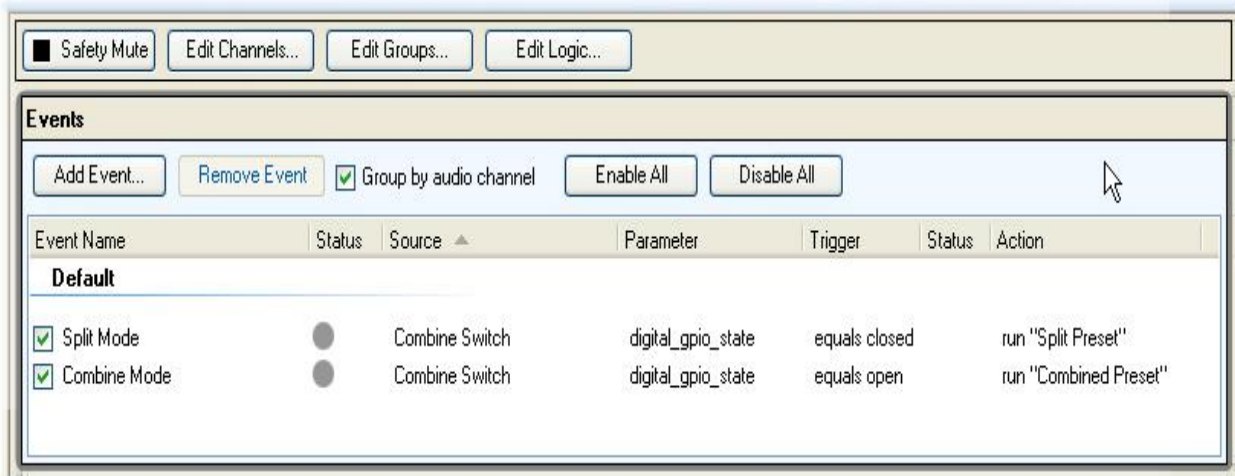 Safety Mute Edit Channels... Edit Groups... Edit Logic...
Events
Add Event... Remove Event Group by audio channel Enable All Disable All
Event Name Status Source Parameter Trigger Status Action
Default
Split Mode Combine Switch digital_gpio_state equals closed run "Split Preset"
Combine Mode Combine Switch digital_gpio_state equals open run "Combined Preset"